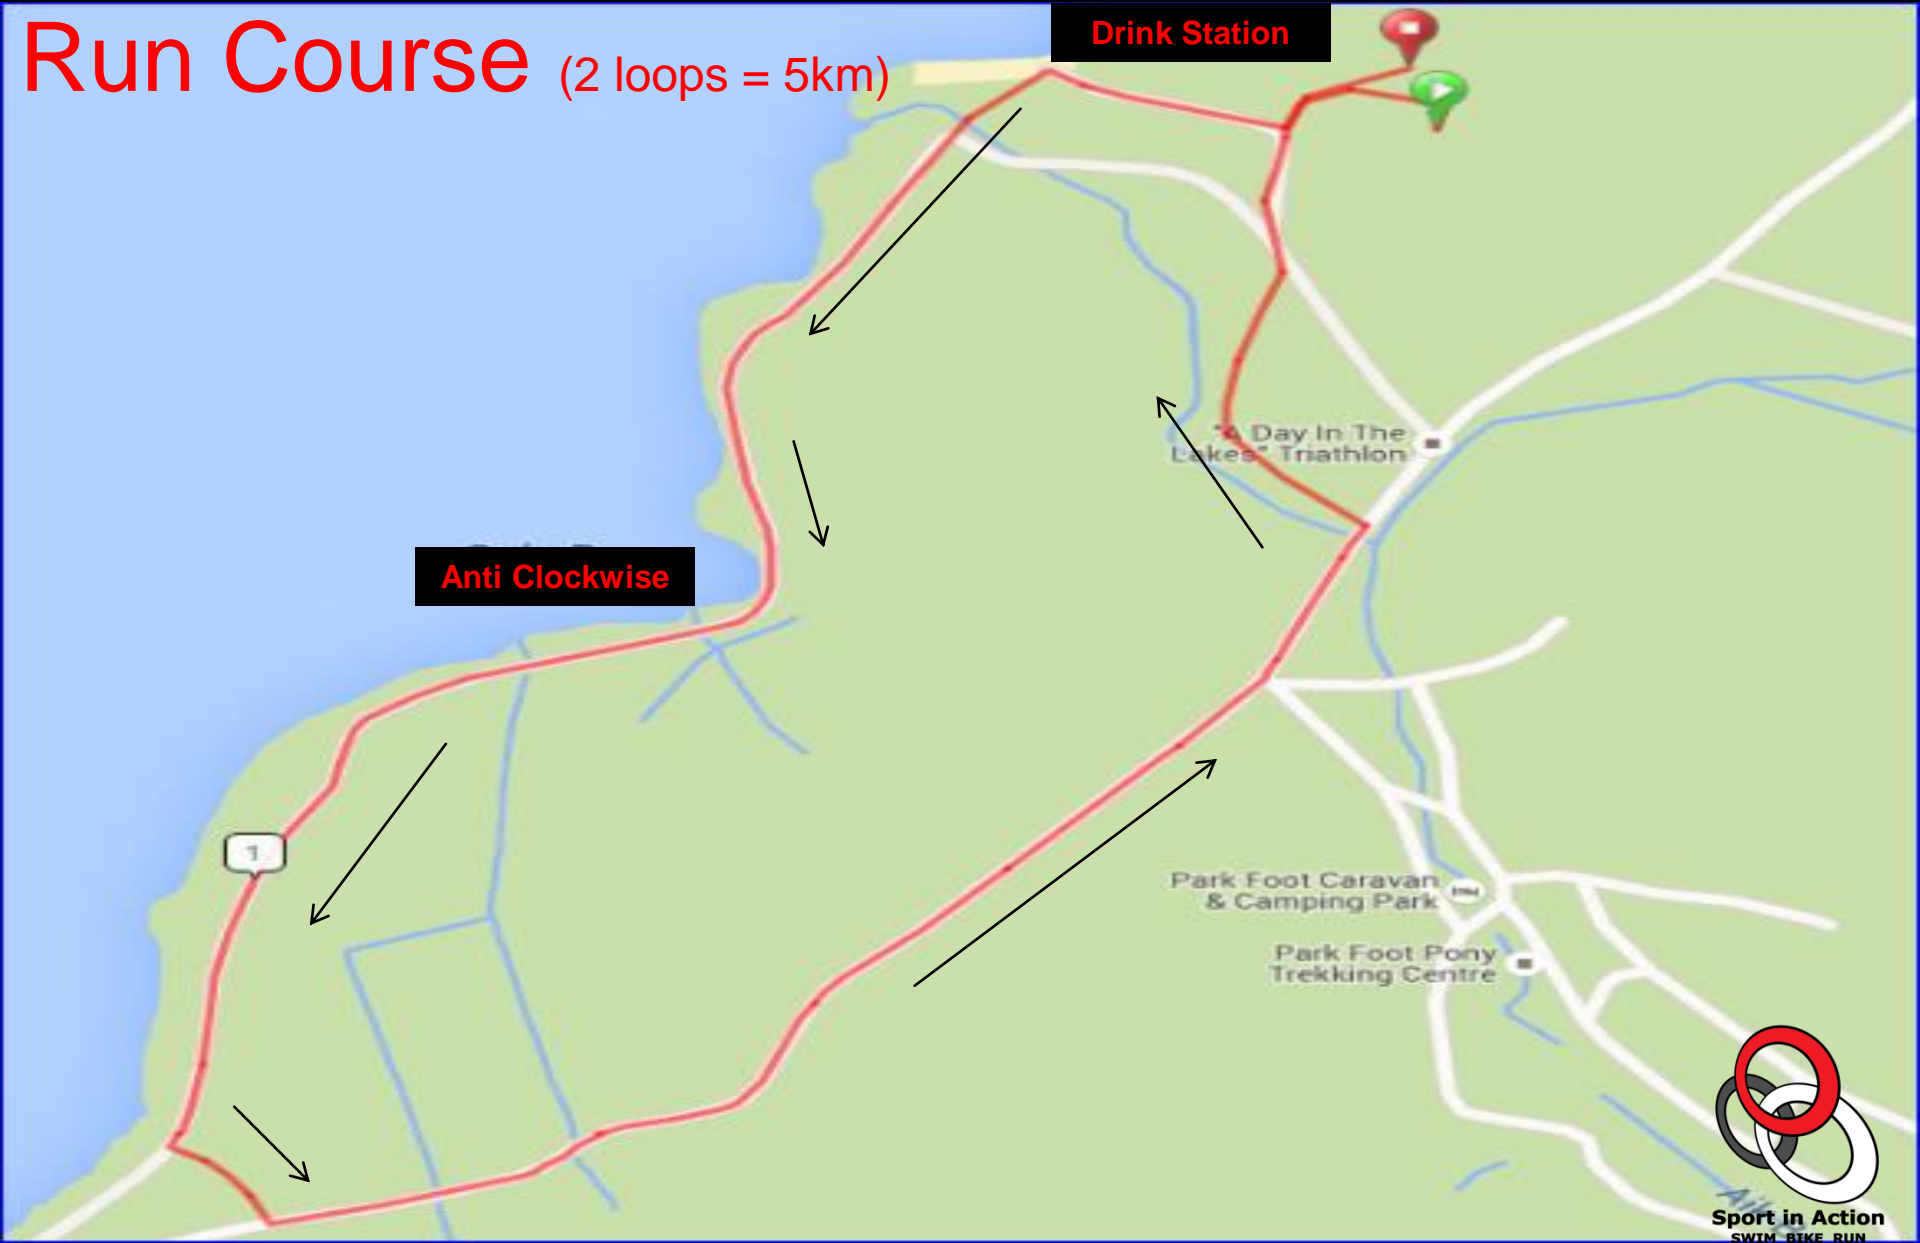 Run Course (2 loops = 5km)
Drink Station
"A Day In The
Lakes" Triathlon
Anti Clockwise
1
Park Foot Caravan
& Camping Park
Park Foot Pony
Trekking Centre
Sport in Action
SWIM BIKE RUN